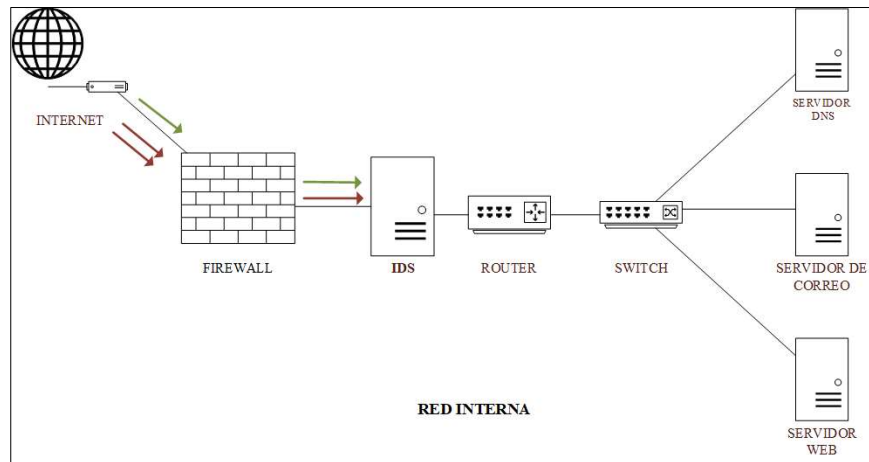 SERVIDOR
DNS
INTERNET
FIREWALL
IDS
ROUTER
SWITCH
SERVIDOR DE
CORREO
RED INTERNA
SERVIDOR
WEB